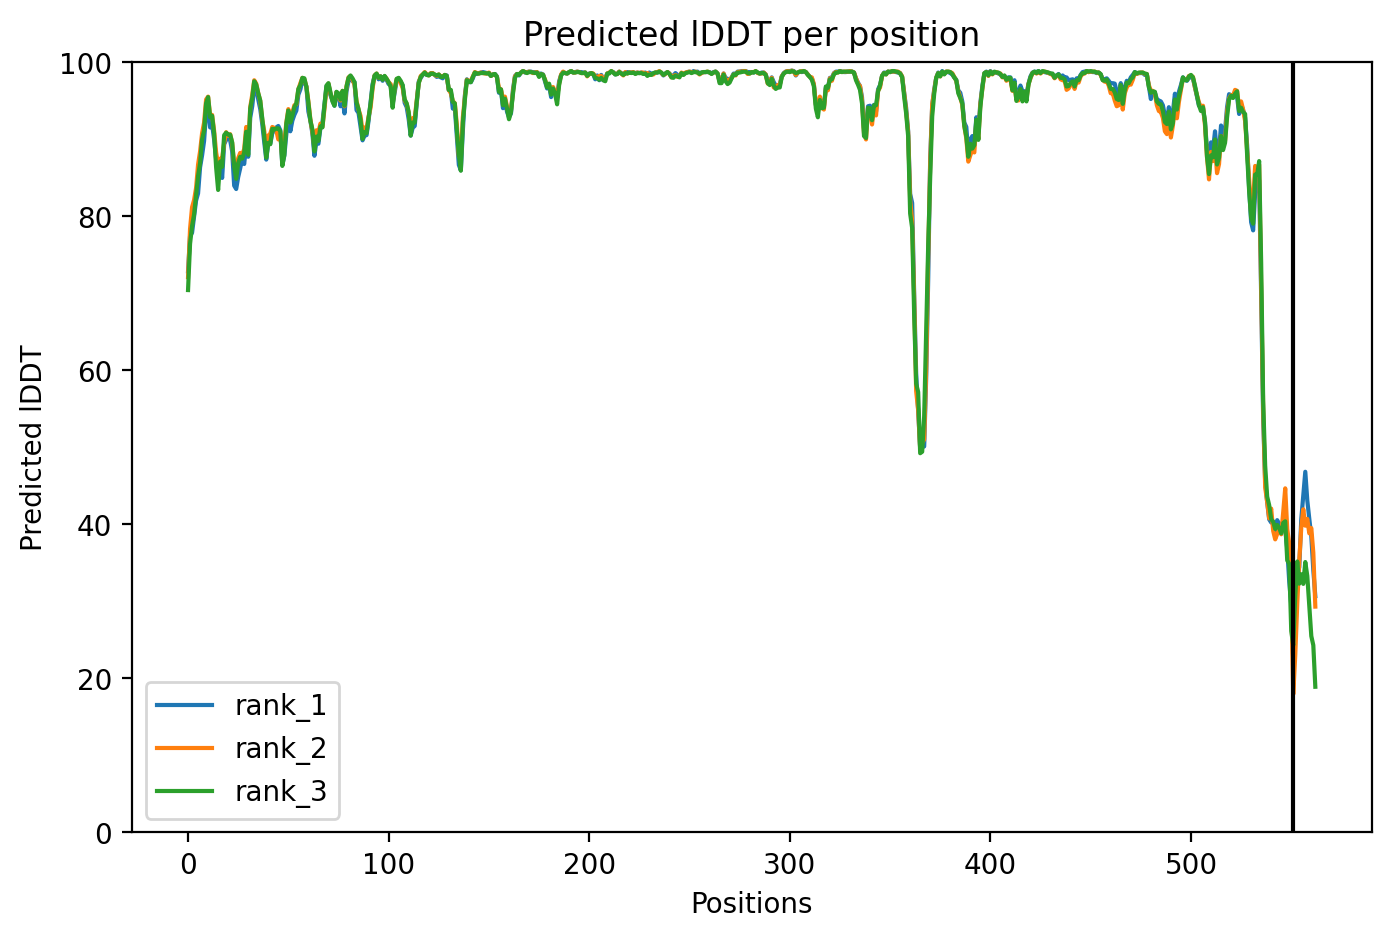 Predicted lDDT per position
100
80
60
40
20
0
Predicted lDDT
rank_1
rank_2
rank_3
0 100 200 300 400 500
Positions